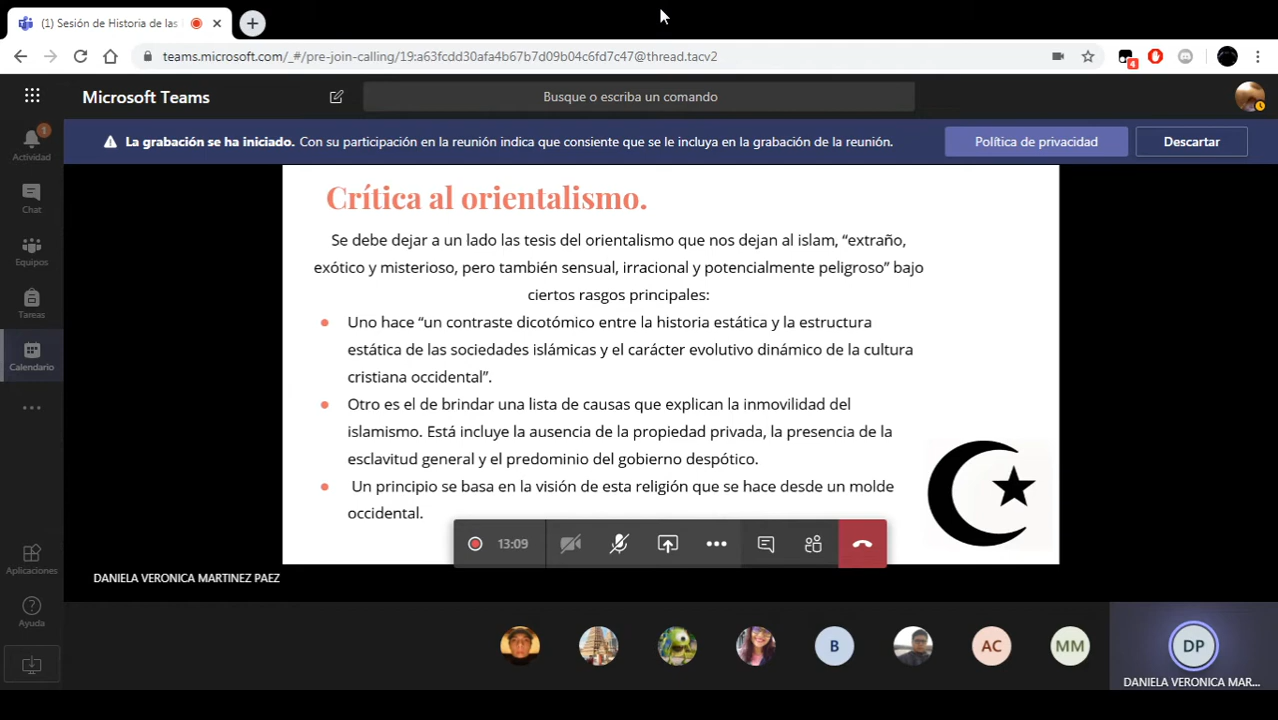 (1) Sesión de Historia de las
teams.microsoft.com/_#/pre-join-calling/19:a63fcdd30afa4b67b7d09b04c6fd7c47@thread.tacv2
4
Microsoft Teams
Busque o escriba un comando
1
Actividad
Chat
Equipos
Tareas
Calendario
Aplicaciones
Ayuda
La grabación se ha iniciado. Con su participación en la reunión indica que consiente que se le incluya en la grabación de la reunión.
Política de privacidad
Descartar
Crítica al orientalismo.
Se debe dejar a un lado las tesis del orientalismo que nos dejan al islam, “extraño,
exótico y misterioso, pero también sensual, irracional y potencialmente peligroso” bajo
ciertos rasgos principales:
● Uno hace “un contraste dicotómico entre la historia estática y la estructura
estática de las sociedades islámicas y el carácter evolutivo dinámico de la cultura
cristiana occidental”.
● Otro es el de brindar una lista de causas que explican la inmovilidad del
islamismo. Está incluye la ausencia de la propiedad privada, la presencia de la
esclavitud general y el predominio del gobierno despótico.
● Un principio se basa en la visión de esta religión que se hace desde un molde
occidental.
13:09
DANIELA VERONICA MARTINEZ PAEZ
B
AC
MM
DP
DANIELA VERONICA MAR...